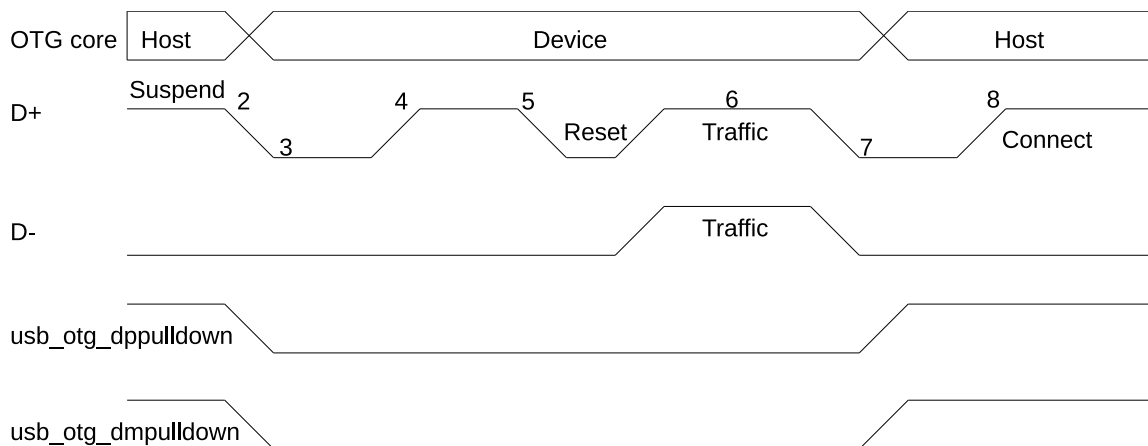 OTG core Host Device Host
Suspend
D+ 2 4 5 6 8
3 Reset Traffic 7 Connect
D-
Traffic
usb_otg_dppulldown
usb_otg_dmpulldown